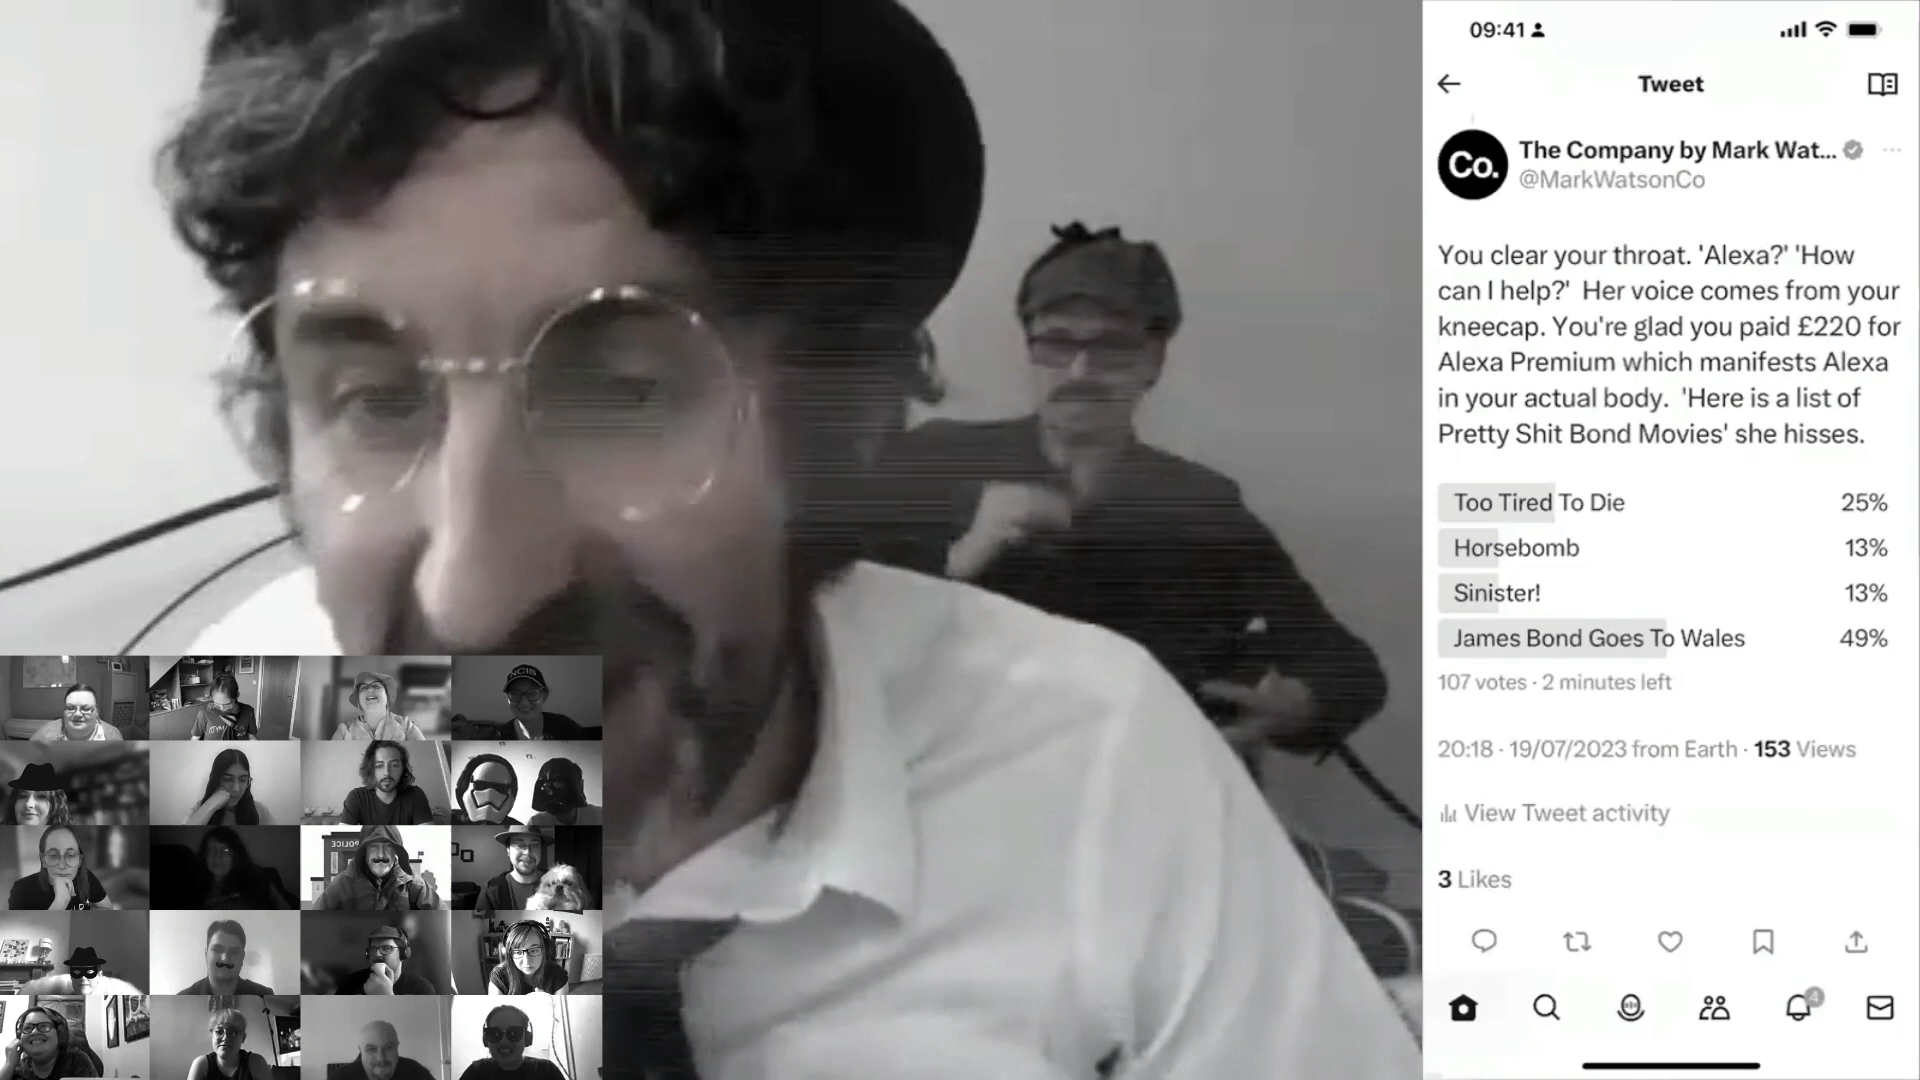 09:41
Tweet
Co.
The Company by Mark Wat...
@MarkWatsonCo
You clear your throat. 'Alexa?' 'How
can I help?'  Her voice comes from your
kneecap. You're glad you paid £220 for
Alexa Premium which manifests Alexa
in your actual body.  'Here is a list of
Pretty Shit Bond Movies' she hisses.
Too Tired To Die 25%
Horsebomb 13%
Sinister! 13%
James Bond Goes To Wales 49%
107 votes · 2 minutes left
20:18 · 19/07/2023 from Earth · 153 Views
View Tweet activity
3 Likes
4
NCIS
POLICE